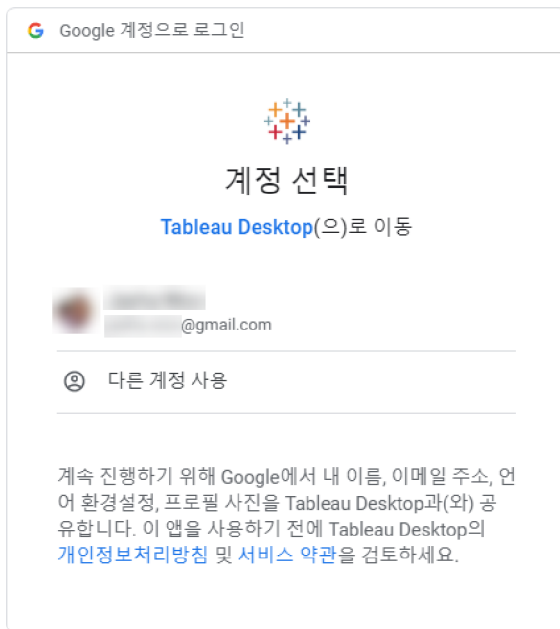 Google 계정으로 로그인
계정 선택
Tableau Desktop(으)로 이동
@gmail.com
다른 계정 사용
계속 진행하기 위해 Google에서 내 이름, 이메일 주소, 언
어 환경설정, 프로필 사진을 Tableau Desktop과(와) 공
유합니다. 이 앱을 사용하기 전에 Tableau Desktop의
개인정보처리방침 및 서비스 약관을 검토하세요.